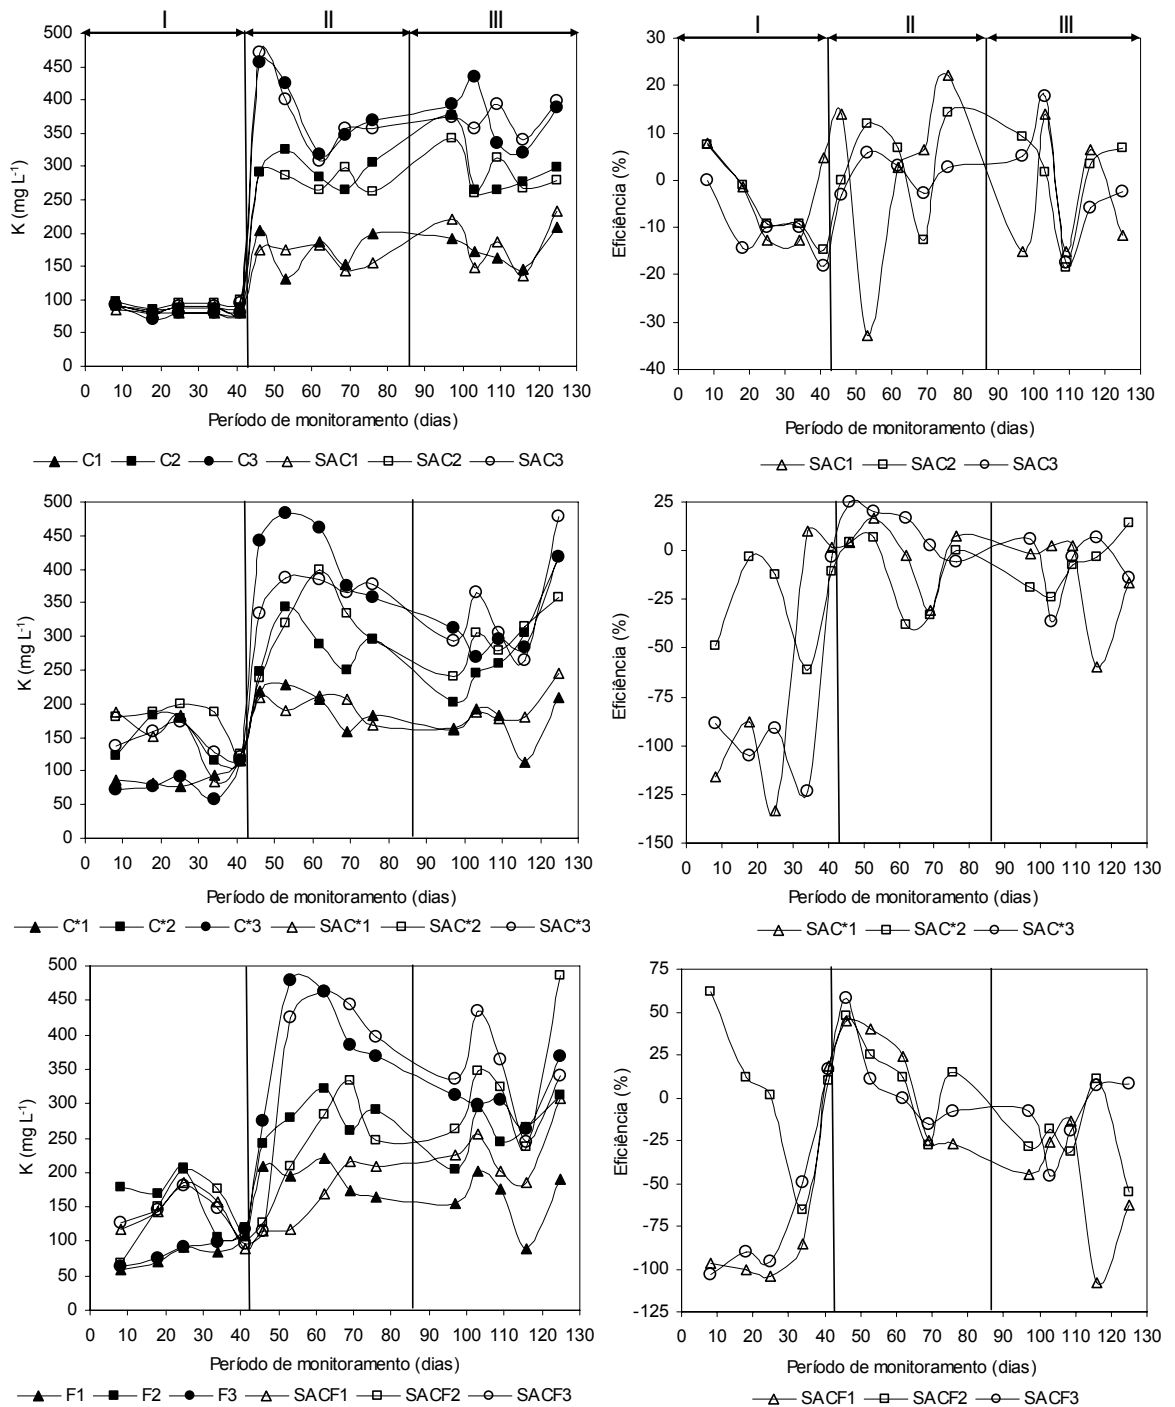 I II III
500
450
400
350
300
250
200
150
100
50
0
K (mg L-1)
0 10 20 30 40 50 60 70 80 90 100 110 120 130
Período de monitoramento (dias)
C1 C2 C3 SAC1 SAC2 SAC3
I II III
30
20
10
0
-10
-20
-30
-40
Eficiência (%)
0 10 20 30 40 50 60 70 80 90 100 110 120 130
Período de monitoramento (dias)
SAC1 SAC2 SAC3
500
450
400
350
300
250
200
150
100
50
0
K (mg L-1)
0 10 20 30 40 50 60 70 80 90 100 110 120 130
Período de monitoramento (dias)
C*1 C*2 C*3 SAC*1 SAC*2 SAC*3
25
0
-25
-50
-75
-100
-125
-150
Eficiência (%)
0 10 20 30 40 50 60 70 80 90 100 110 120 130
Período de monitoramento (dias)
SAC*1 SAC*2 SAC*3
500
450
400
350
300
250
200
150
100
50
0
K (mg L-1)
0 10 20 30 40 50 60 70 80 90 100 110 120 130
Período de monitoramento (dias)
F1 F2 F3 SACF1 SACF2 SACF3
75
50
25
0
-25
-50
-75
-100
-125
Eficiência (%)
0 10 20 30 40 50 60 70 80 90 100 110 120 130
Período de monitoramento (dias)
SACF1 SACF2 SACF3